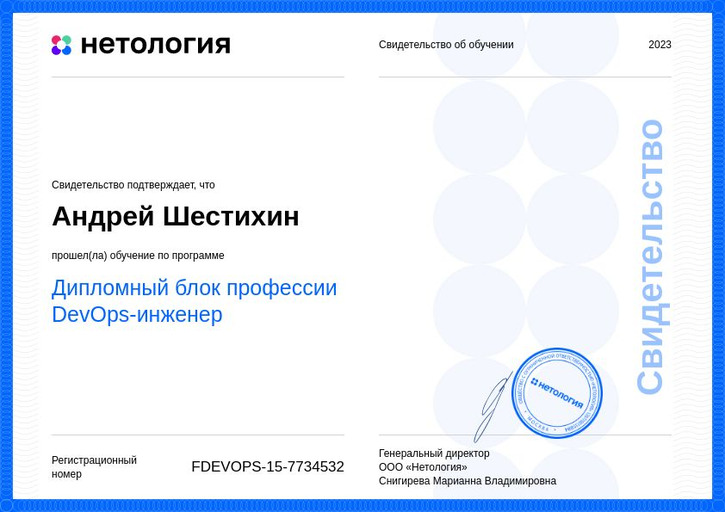 нетология
Свидетельство об обучении
2023
Свидетельство подтверждает, что
Андрей Шестихин
прошел(ла) обучение по программе
Дипломный блок профессии
DevOps-инженер
Свидетельство
нетология
МОСКВА
Регистрационный
номер
FDEVOPS-15-7734532
Генеральный директор
ООО «Нетология»
Снигирева Марианна Владимировна